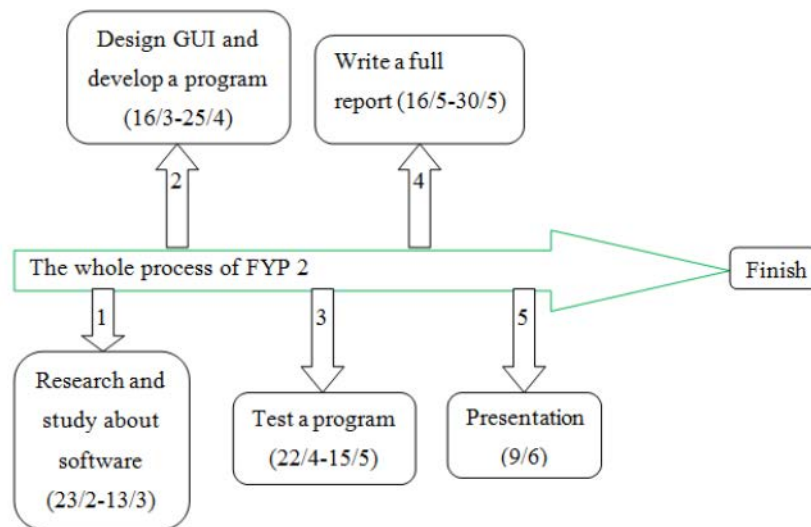 Design GUI and
develop a program
(16/3-25/4)
Write a full
report (16/5-30/5)
2
4
The whole process of FYP 2
Finish
1
3
5
Research and
study about
software
(23/2-13/3)
Test a program
(22/4-15/5)
Presentation
(9/6)